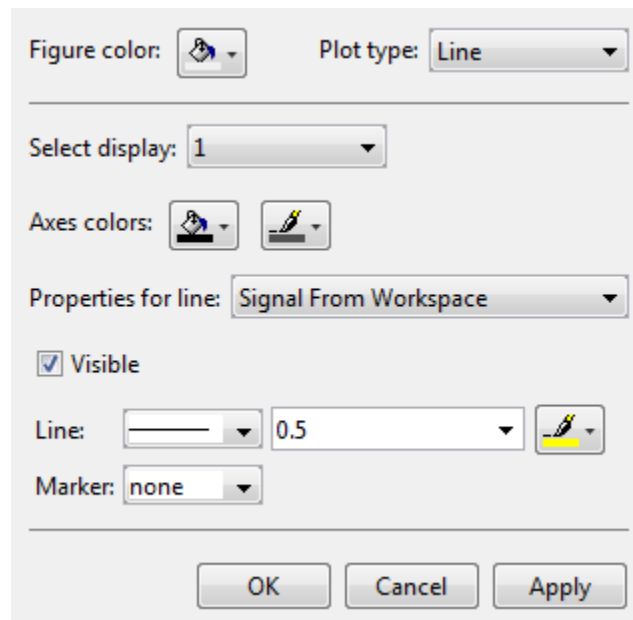 Figure color: Plot type: Line
Select display: 1
Axes colors:
Properties for line: Signal From Workspace
Visible
Line: 0.5
Marker: none
OK Cancel Apply